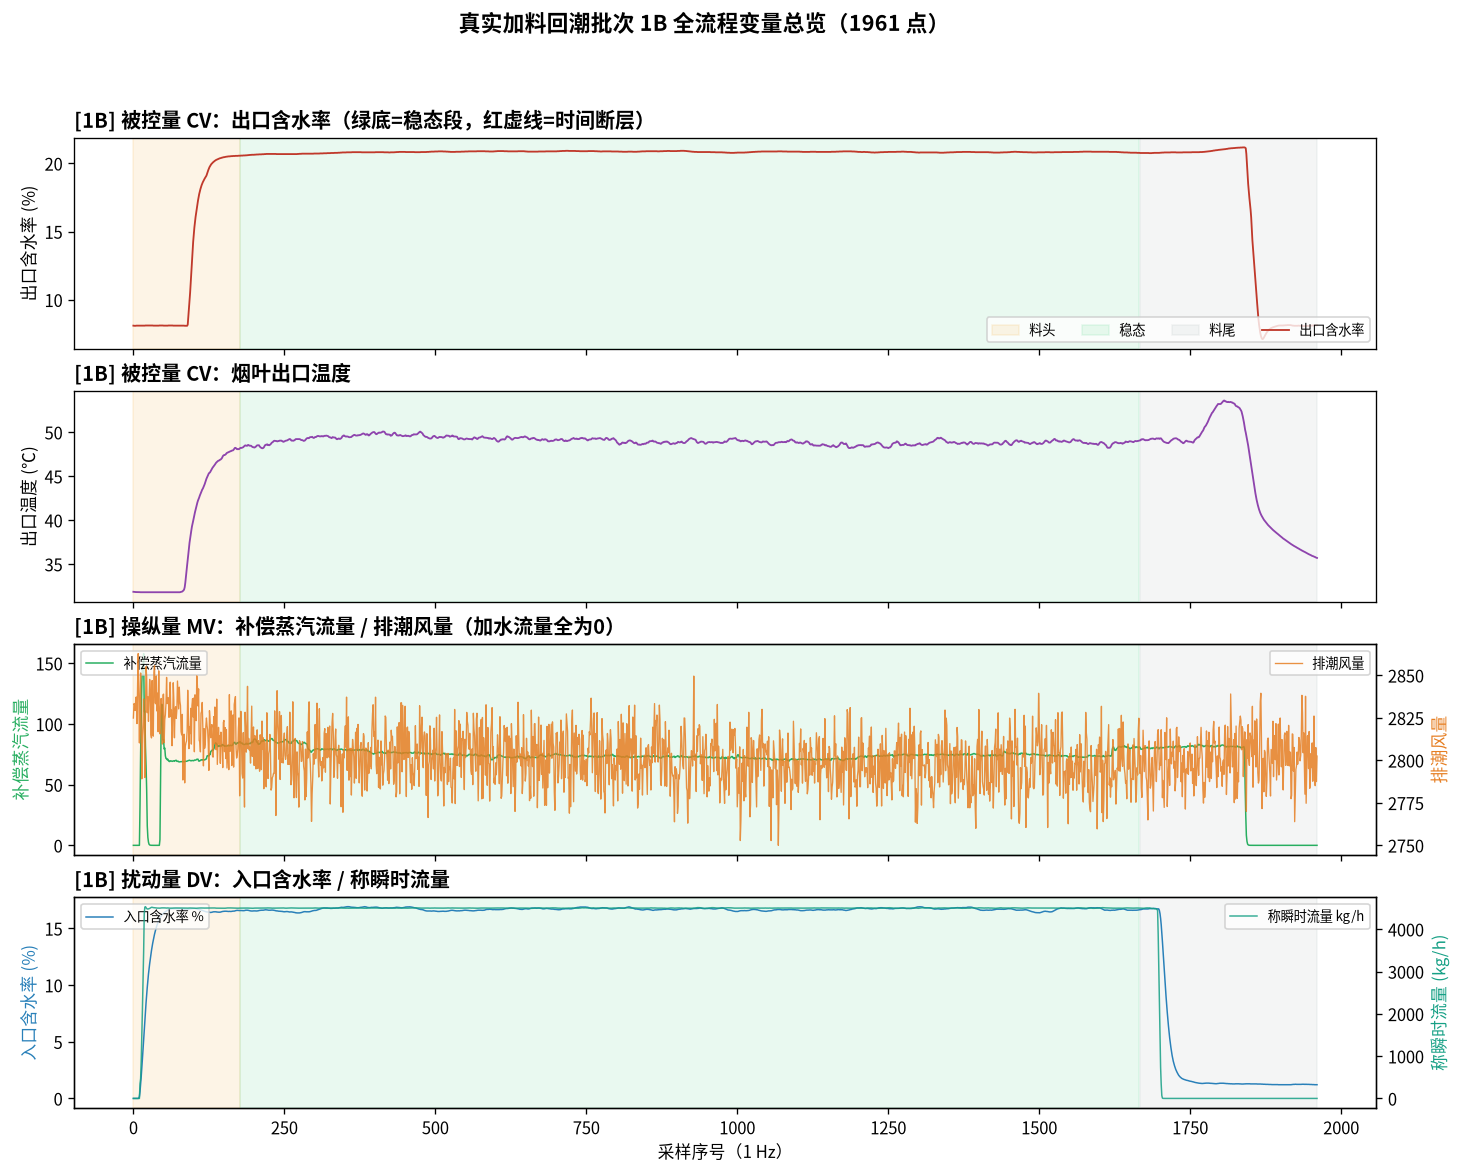 真实加料回潮批次 1B 全流程变量总览（1961 点）
[1B] 被控量 CV：出口含水率（绿底=稳态段，红虚线=时间断层）
出口含水率 (%)
20
15
10
料头
稳态
料尾
出口含水率
[1B] 被控量 CV：烟叶出口温度
出口温度 (°C)
50
45
40
35
[1B] 操纵量 MV：补偿蒸汽流量 / 排潮风量（加水流量全为0）
补偿蒸汽流量
150
100
50
0
补偿蒸汽流量
排潮风量
2850
2825
2800
2775
2750
排潮风量
[1B] 扰动量 DV：入口含水率 / 称瞬时流量
入口含水率 (%)
15
10
5
0
入口含水率 %
称瞬时流量 kg/h
4000
3000
2000
1000
0
称瞬时流量 (kg/h)
0 250 500 750 1000 1250 1500 1750 2000
采样序号（1 Hz）